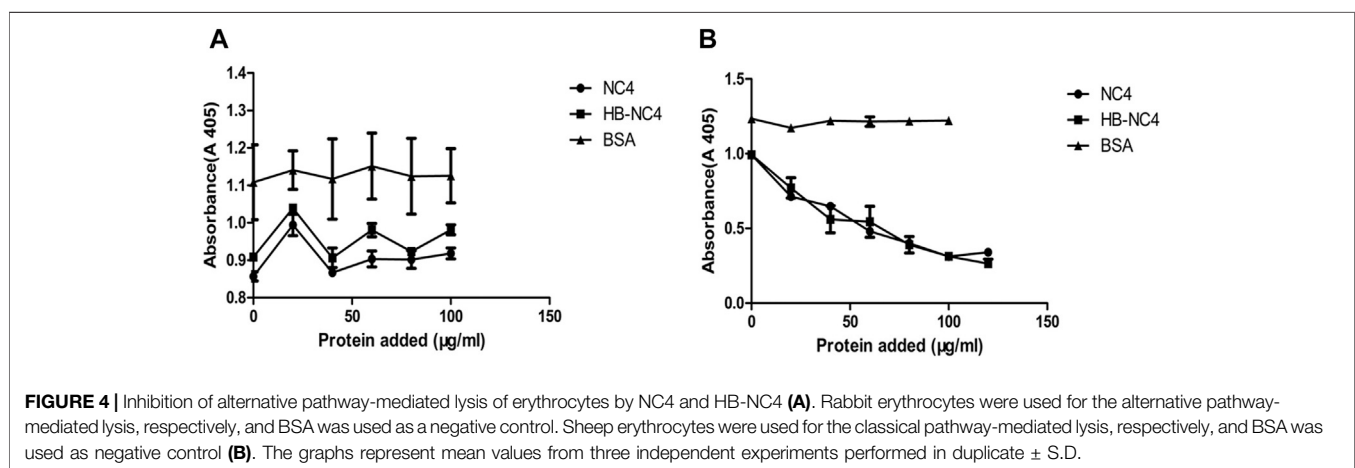 A
1.4
1.3
1.2
1.1
1.0
0.9
0.8
Absorbance(A 405)
0
50
100
150
Protein added (µg/ml)
NC4
HB-NC4
BSA
B
1.5
1.0
0.5
0.0
Absorbance(A 405)
0
50
100
150
Protein added (µg/ml)
NC4
HB-NC4
BSA
FIGURE 4 | Inhibition of alternative pathway-mediated lysis of erythrocytes by NC4 and HB-NC4 (A). Rabbit erythrocytes were used for the alternative pathway-
mediated lysis, respectively, and BSA was used as a negative control. Sheep erythrocytes were used for the classical pathway-mediated lysis, respectively, and BSA was
used as negative control (B). The graphs represent mean values from three independent experiments performed in duplicate ± S.D.